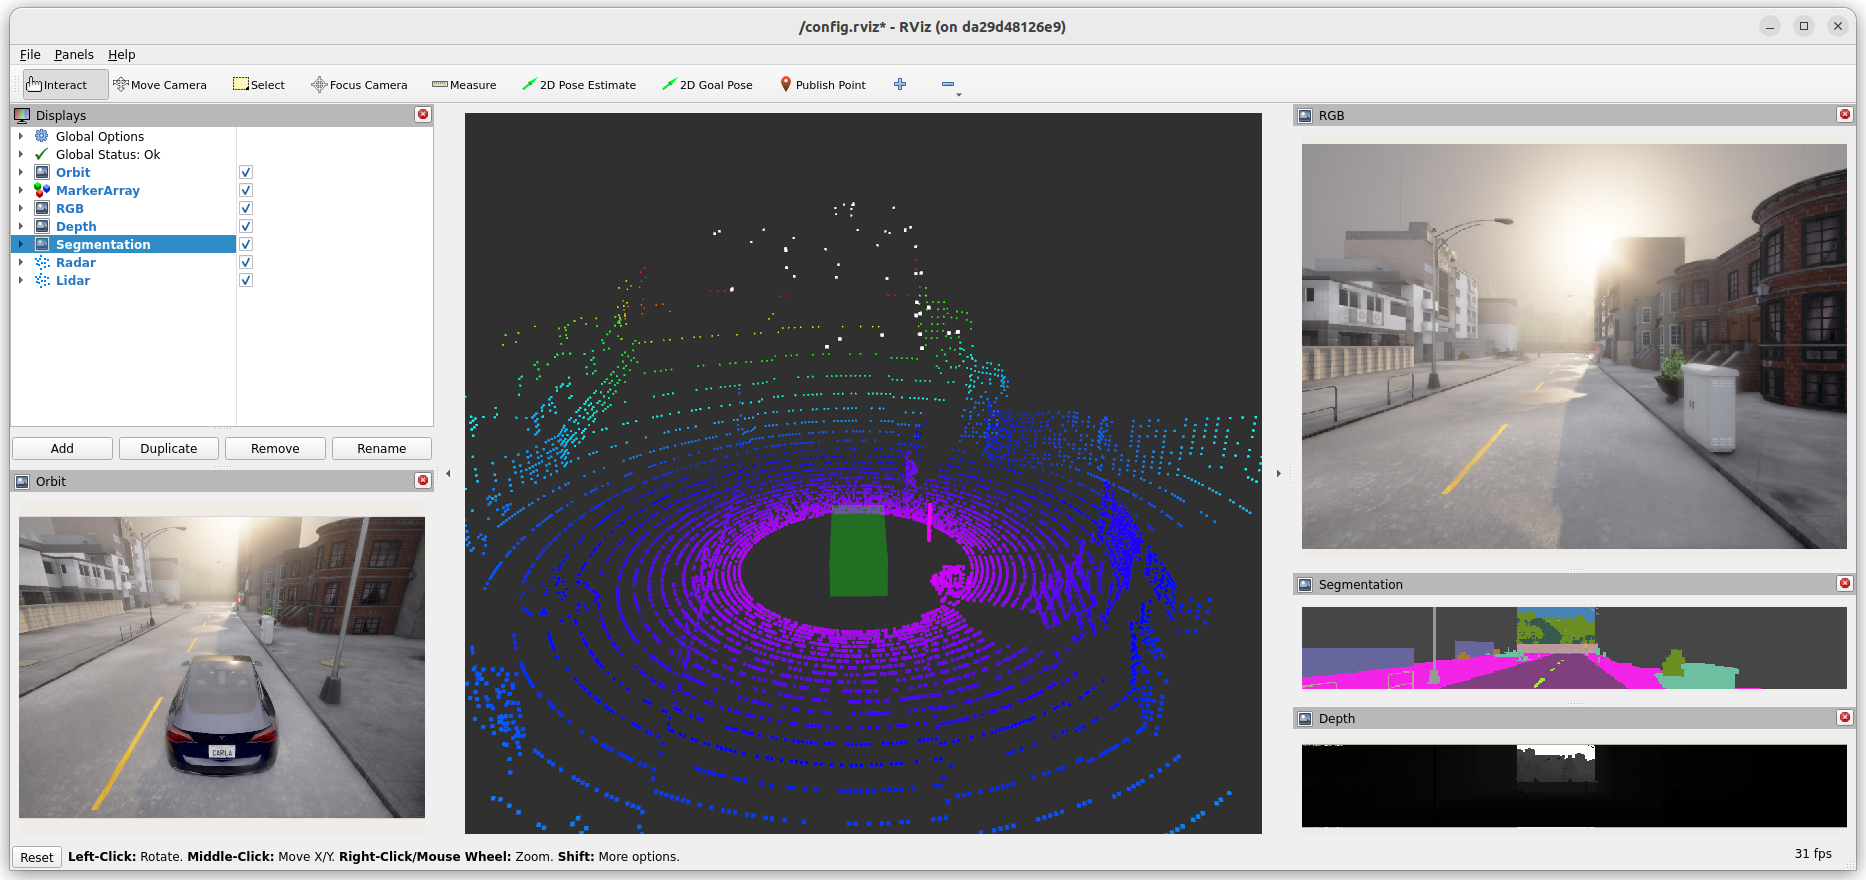 /config.rviz* - RViz (on da29d48126e9)
File Panels Help
Interact Move Camera Select Focus Camera Measure 2D Pose Estimate 2D Goal Pose Publish Point
Displays
Global Options
Global Status: Ok
Orbit
MarkerArray
RGB
Depth
Segmentation
Radar
Lidar
Add Duplicate Remove Rename
Orbit
CARLA
RGB
Segmentation
Depth
Reset Left-Click: Rotate. Middle-Click: Move X/Y. Right-Click/Mouse Wheel: Zoom. Shift: More options.
31 fps